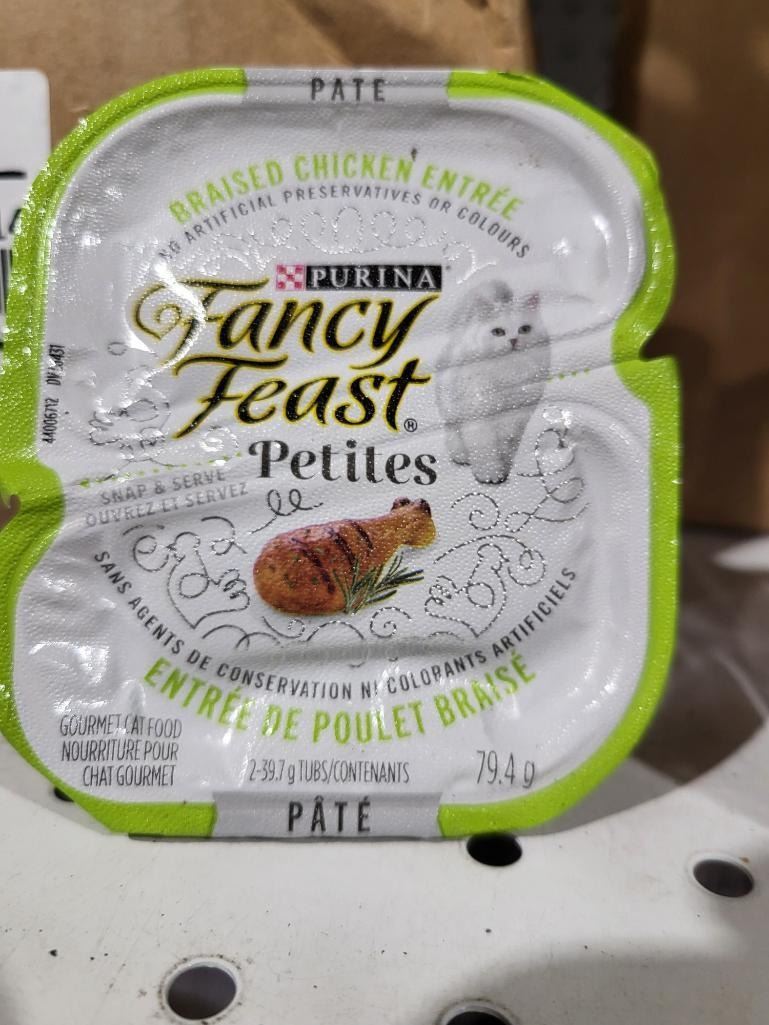 PATE
BRAISED CHICKEN ENTRÉE
NO ARTIFICIAL PRESERVATIVES OR COLOURS
PURINA
Fancy
Feast®
Petites
SNAP & SERVE
OUVREZ ET SERVEZ
SANS AGENTS DE CONSERVATION NI COLORANTS ARTIFICIELS
ENTRÉE DE POULET BRAISÉ
GOURMET CAT FOOD
NOURRITURE POUR
CHAT GOURMET
2-39.7 g TUBS/CONTENANTS
79.4 g
PÂTÉ
44006712